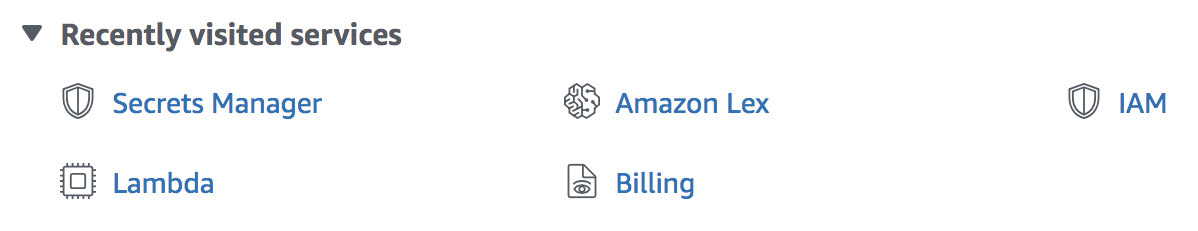 Recently visited services
Secrets Manager
Amazon Lex
IAM
Lambda
Billing